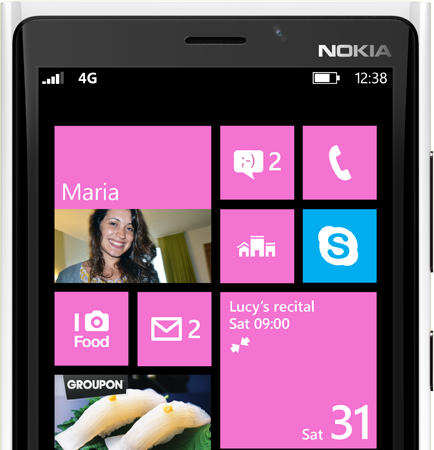 NOKIA
4G 12:38
Maria
;-) 2
S
I
Food
2
Lucy's recital
Sat 09:00
Sat 31
GROUPON